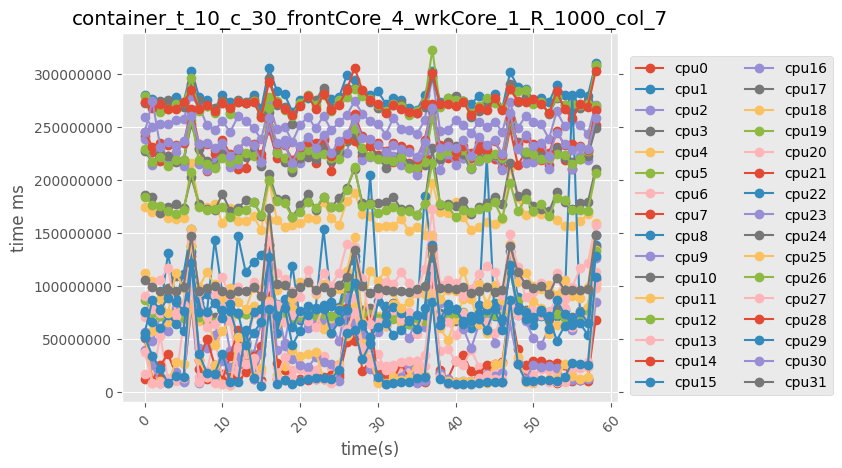 container_t_10_c_30_frontCore_4_wrkCore_1_R_1000_col_7
300000000
250000000
200000000
150000000
100000000
50000000
0
time ms
0 10 20 30 40 50 60
time(s)
cpu0 cpu16
cpu1 cpu17
cpu2 cpu18
cpu3 cpu19
cpu4 cpu20
cpu5 cpu21
cpu6 cpu22
cpu7 cpu23
cpu8 cpu24
cpu9 cpu25
cpu10 cpu26
cpu11 cpu27
cpu12 cpu28
cpu13 cpu29
cpu14 cpu30
cpu15 cpu31